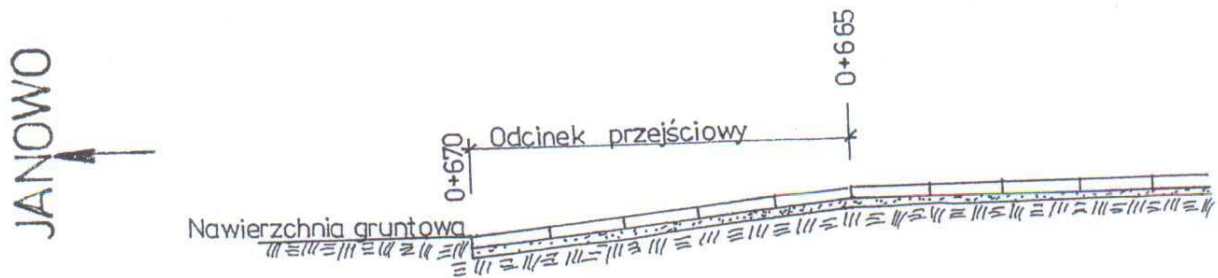 JANOWO
0+670
Odcinek przejściowy
0+665
Nawierzchnia gruntowa